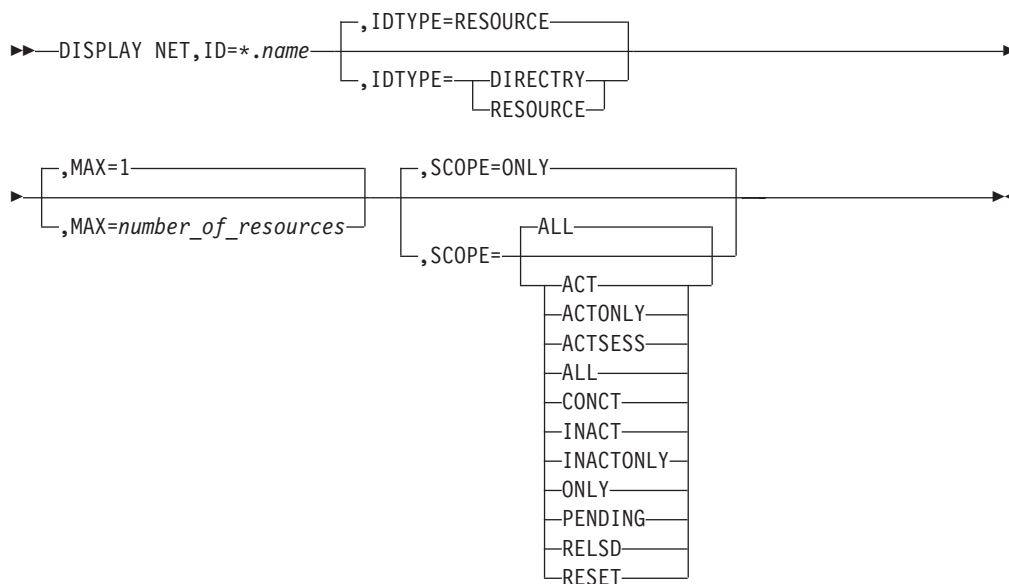 ,IDTYPE=RESOURCE
DISPLAY NET,ID=*.name
,IDTYPE=
DIRECTRY
RESOURCE
,MAX=1
,MAX=number_of_resources
,SCOPE=ONLY
,SCOPE=
ALL
ACT
ACTONLY
ACTSESS
ALL
CONCT
INACT
INACTONLY
ONLY
PENDING
RELSD
RESET